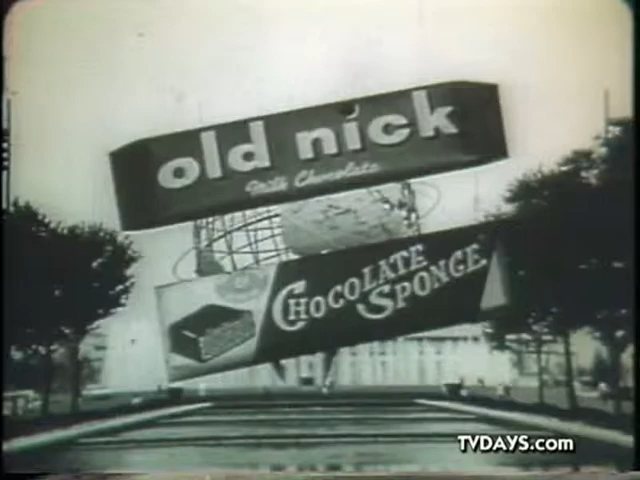 old nick
Milk Chocolate
CHOCOLATE
SPONGE
TVDAYS.com